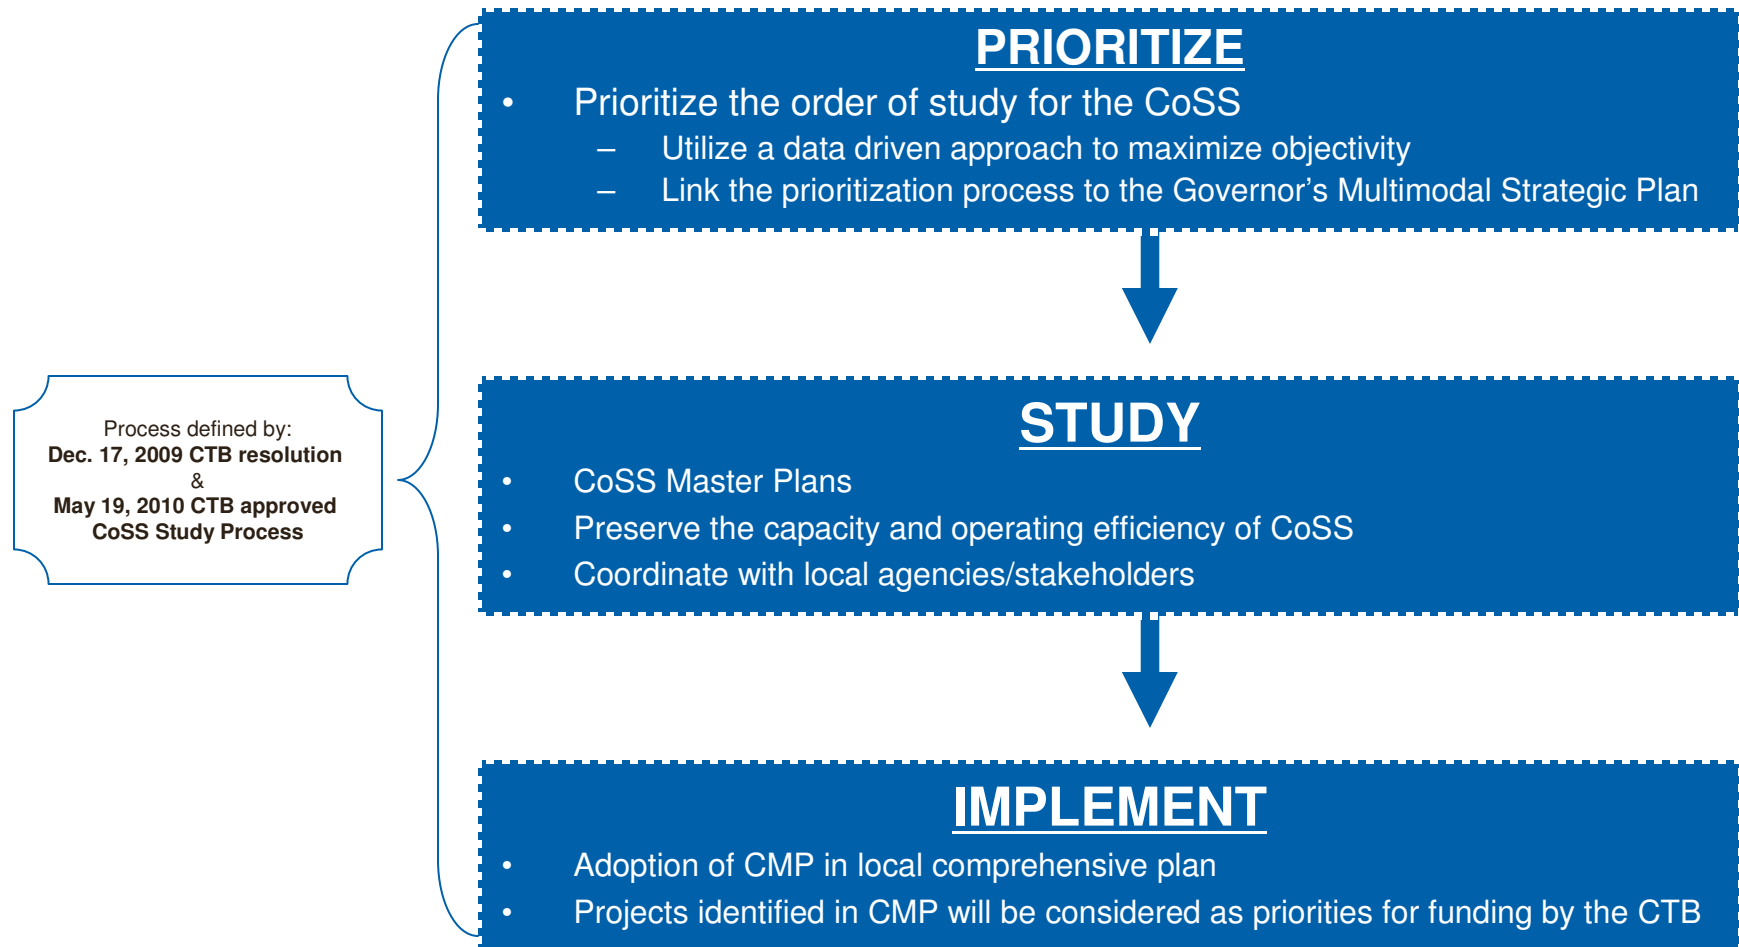 PRIORITIZE
• Prioritize the order of study for the CoSS
– Utilize a data driven approach to maximize objectivity
– Link the prioritization process to the Governor’s Multimodal Strategic Plan
Process defined by:
Dec. 17, 2009 CTB resolution
&
May 19, 2010 CTB approved
CoSS Study Process
STUDY
• CoSS Master Plans
• Preserve the capacity and operating efficiency of CoSS
• Coordinate with local agencies/stakeholders
IMPLEMENT
• Adoption of CMP in local comprehensive plan
• Projects identified in CMP will be considered as priorities for funding by the CTB